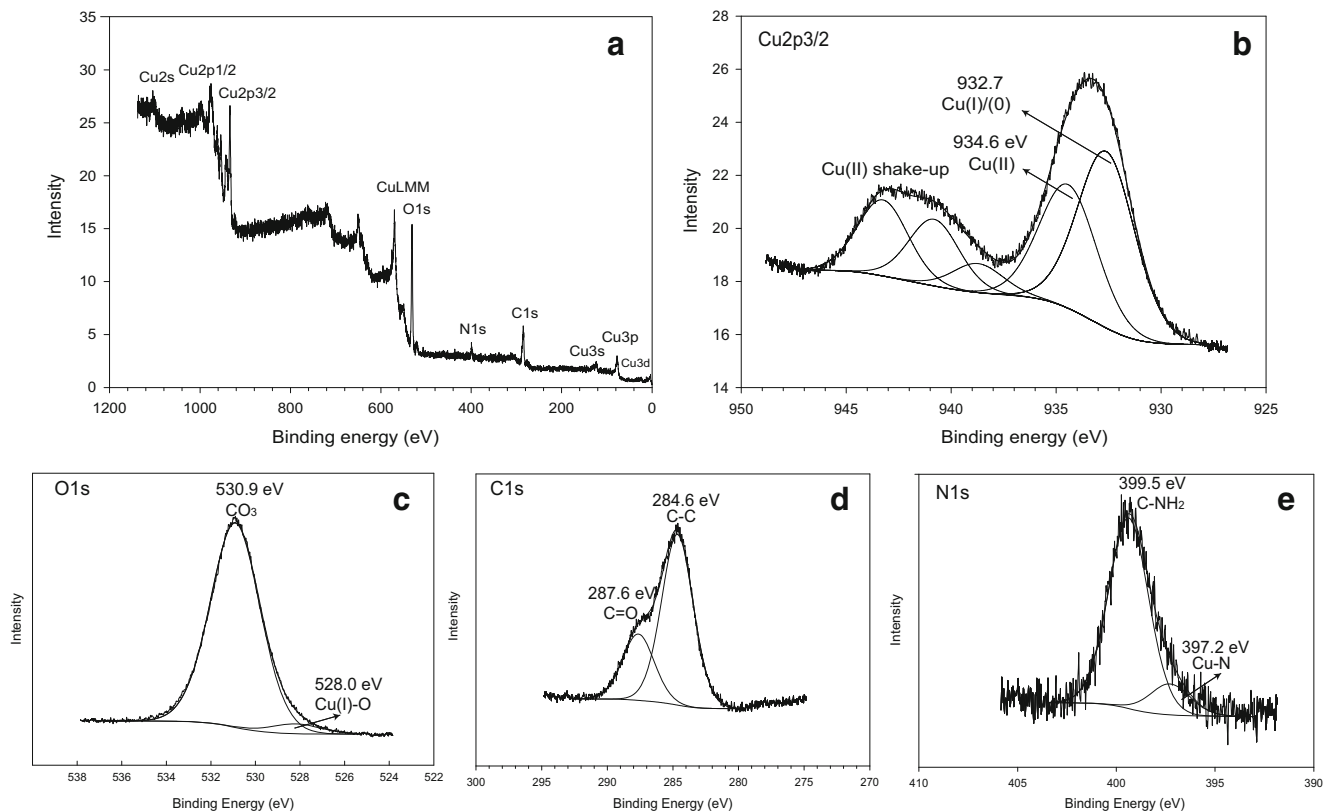 a
Intensity
35
30
25
20
15
10
5
0
Cu2s
Cu2p1/2
Cu2p3/2
CuLMM
O1s
N1s
C1s
Cu3s
Cu3p
Cu3d
1200 1000 800 600 400 200 0
Binding energy (eV)
b
Cu2p3/2
Intensity
28
26
24
22
20
18
16
14
932.7
Cu(I)/(0)
934.6 eV
Cu(II)
Cu(II) shake-up
950 945 940 935 930 925
Binding energy (eV)
O1s
c
530.9 eV
CO₃
528.0 eV
Cu(I)-O
Intensity
538 536 534 532 530 528 526 524 522
Binding Energy (eV)
C1s
d
284.6 eV
C-C
287.6 eV
C=O
Intensity
300 295 290 285 280 275 270
Binding Energy (eV)
N1s
e
399.5 eV
C-NH₂
397.2 eV
Cu-N
Intensity
410 405 400 395 390
Binding Energy (eV)